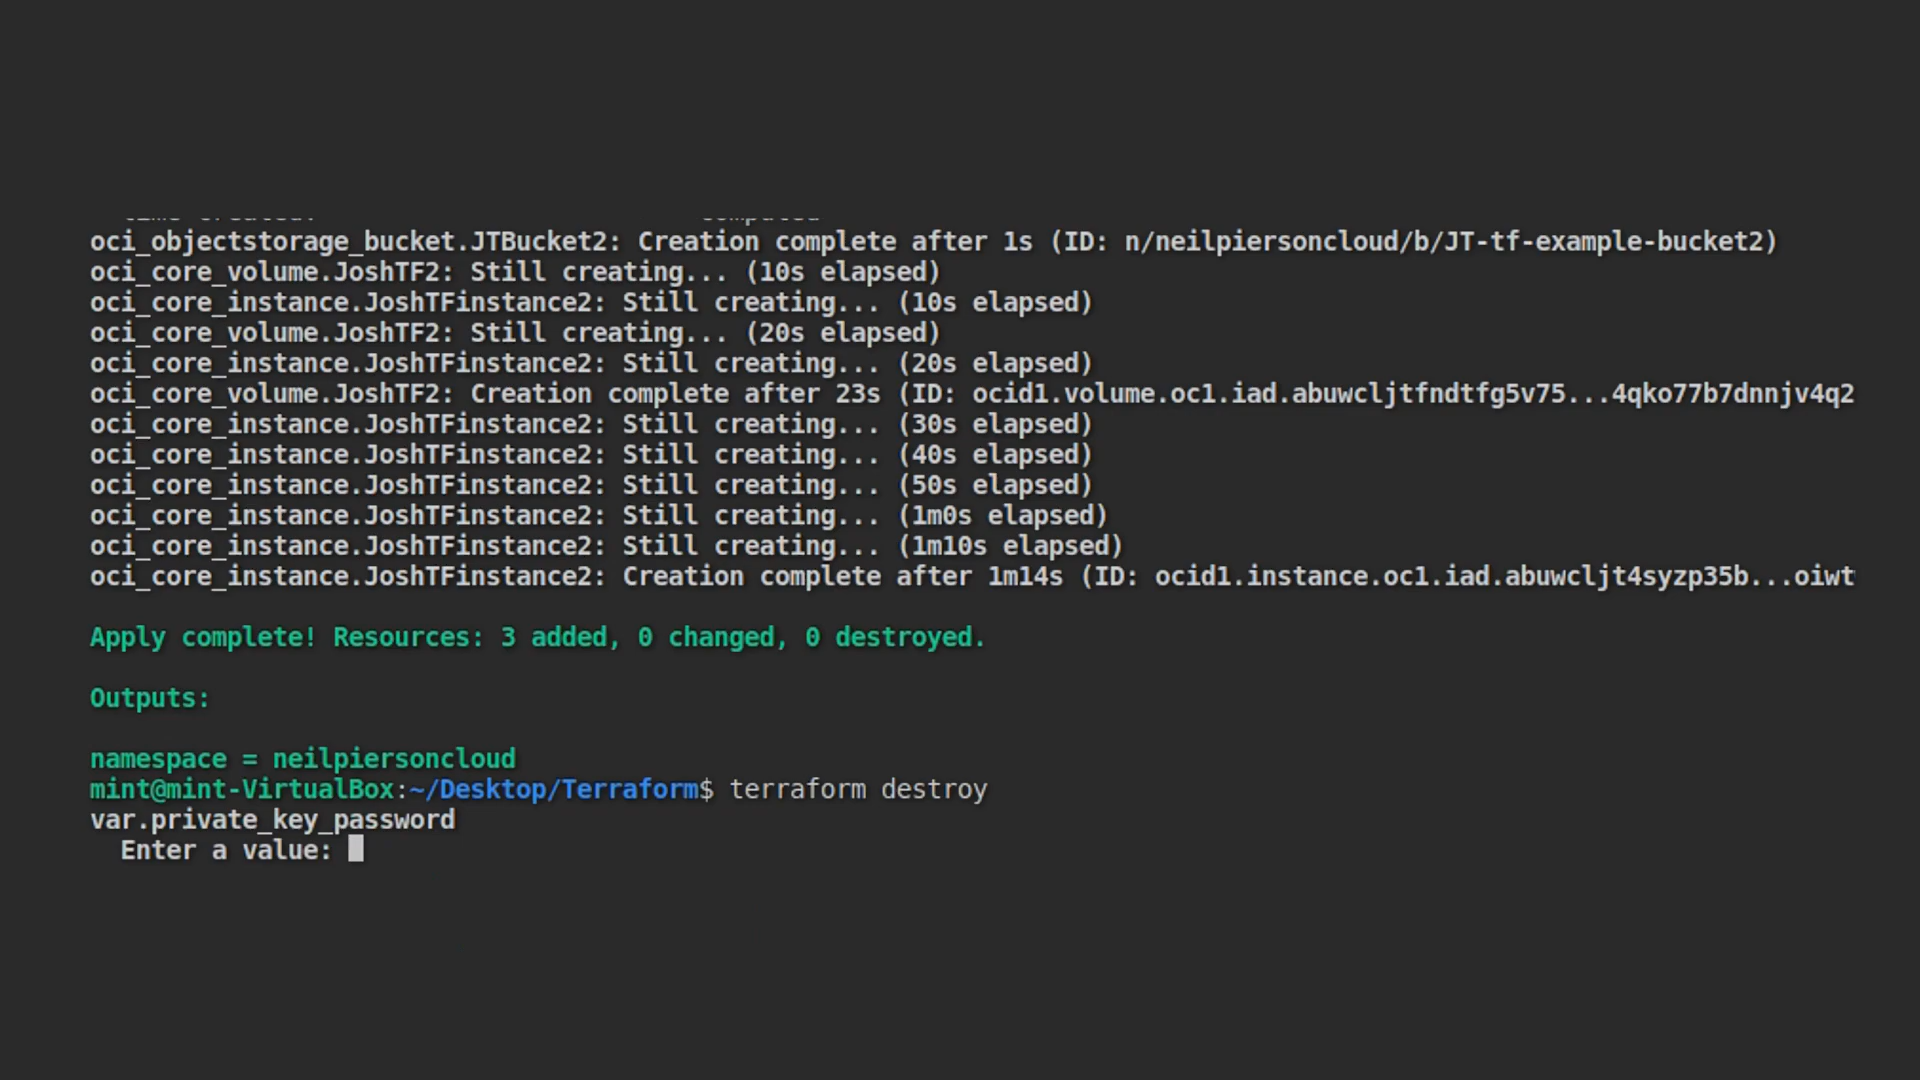 oci_objectstorage_bucket.JTBucket2: Creation complete after 1s (ID: n/neilpiersoncloud/b/JT-tf-example-bucket2)
oci_core_volume.JoshTF2: Still creating... (10s elapsed)
oci_core_instance.JoshTFinstance2: Still creating... (10s elapsed)
oci_core_volume.JoshTF2: Still creating... (20s elapsed)
oci_core_instance.JoshTFinstance2: Still creating... (20s elapsed)
oci_core_volume.JoshTF2: Creation complete after 23s (ID: ocid1.volume.oc1.iad.abuwcljtfndtfg5v75...4qko77b7dnnjv4q2
oci_core_instance.JoshTFinstance2: Still creating... (30s elapsed)
oci_core_instance.JoshTFinstance2: Still creating... (40s elapsed)
oci_core_instance.JoshTFinstance2: Still creating... (50s elapsed)
oci_core_instance.JoshTFinstance2: Still creating... (1m0s elapsed)
oci_core_instance.JoshTFinstance2: Still creating... (1m10s elapsed)
oci_core_instance.JoshTFinstance2: Creation complete after 1m14s (ID: ocid1.instance.oc1.iad.abuwcljt4syzp35b...oiwt
Apply complete! Resources: 3 added, 0 changed, 0 destroyed.
Outputs:
namespace = neilpiersoncloud
mint@mint-VirtualBox:~/Desktop/Terraform$ terraform destroy
var.private_key_password
Enter a value: